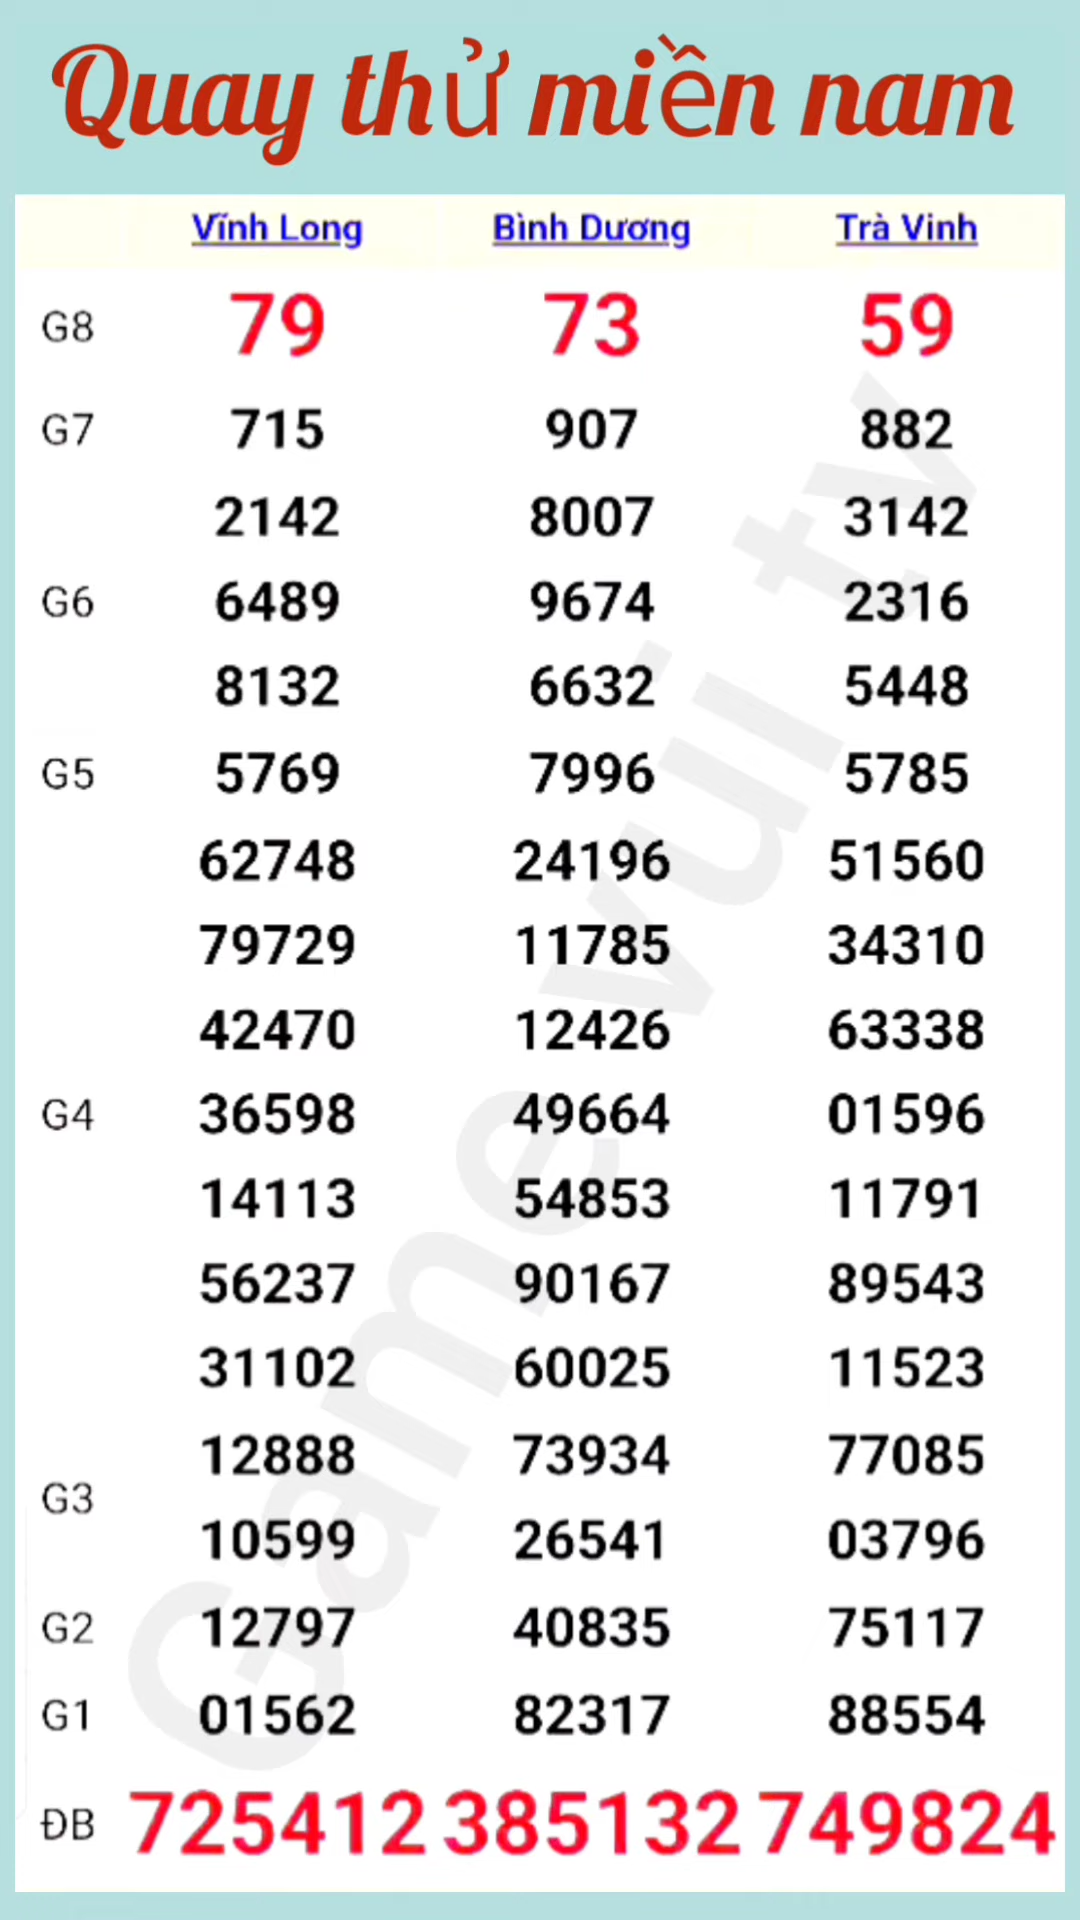 Quay thử miền nam
Vĩnh Long Bình Dương Trà Vinh
G8 79 73 59
G7 715 907 882
2142 8007 3142
G6 6489 9674 2316
8132 6632 5448
G5 5769 7996 5785
62748 24196 51560
79729 11785 34310
42470 12426 63338
G4 36598 49664 01596
14113 54853 11791
56237 90167 89543
31102 60025 11523
12888 73934 77085
G3
10599 26541 03796
G2 12797 40835 75117
G1 01562 82317 88554
ĐB 725412 385132 749824
Game vui tv